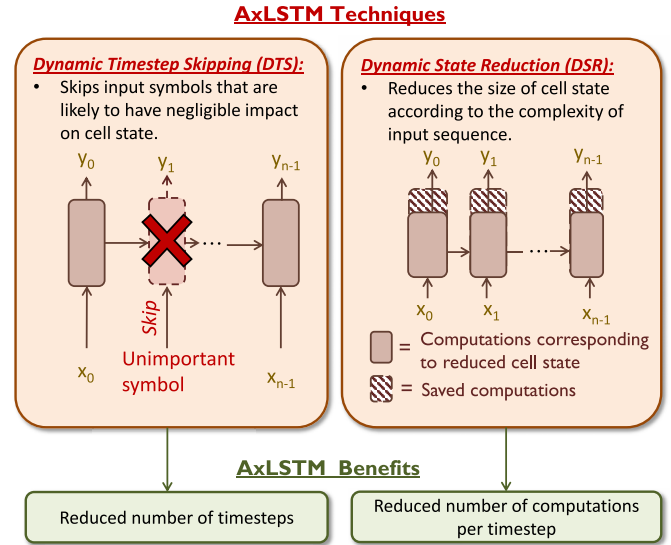 AxLSTM Techniques
Dynamic Timestep Skipping (DTS):
• Skips input symbols that are
likely to have negligible impact
on cell state.
y0
y1
yn-1
...
Skip
x0
Unimportant
symbol
xn-1
Dynamic State Reduction (DSR):
• Reduces the size of cell state
according to the complexity of
input sequence.
y0
y1
yn-1
...
x0
x1
xn-1
= Computations corresponding
to reduced cell state
= Saved computations
AxLSTM Benefits
Reduced number of timesteps
Reduced number of computations
per timestep